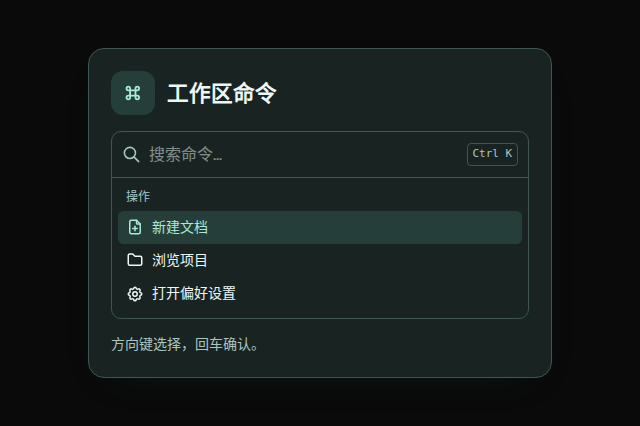 工作区命令
搜索命令…
Ctrl K
操作
新建文档
浏览项目
打开偏好设置
方向键选择，回车确认。